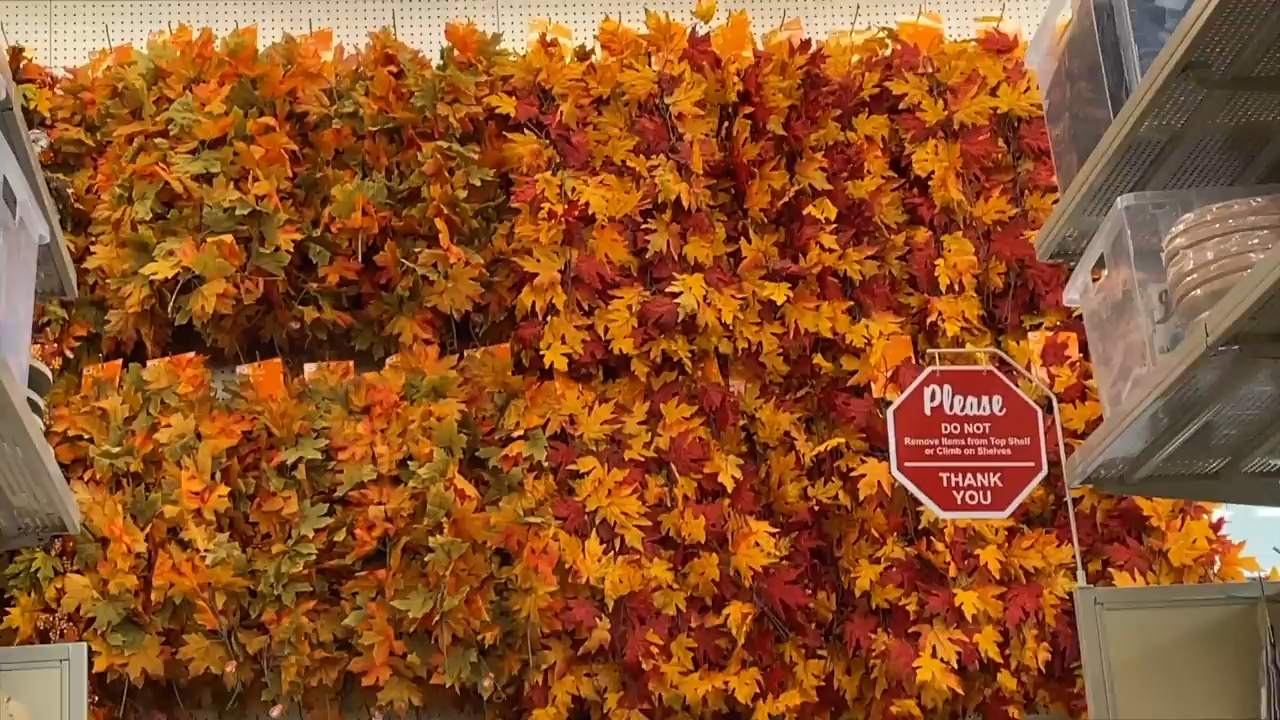 Please
DO NOT
Remove Items from Top Shelf
or Climb on Shelves
THANK
YOU